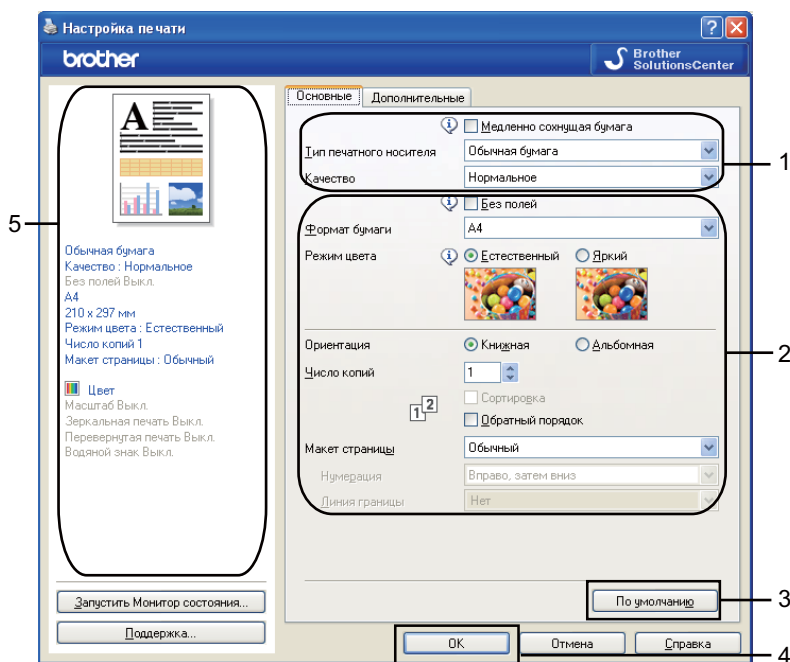 Настройка печати
brother
Brother
SolutionsCenter
Основные
Дополнительные
Медленно сохнущая бумага
Тип печатного носителя
Обычная бумага
1
Качество
Нормальное
Без полей
Формат бумаги
A4
Режим цвета
Естественный
Яркий
Ориентация
Книжная
Альбомная
2
Число копий
1
Сортировка
12
Обратный порядок
Макет страницы
Обычный
Нумерация
Вправо, затем вниз
Линия границы
Нет
A
5
Обычная бумага
Качество : Нормальное
Без полей Выкл.
A4
210 x 297 мм
Режим цвета : Естественный
Число копий 1
Макет страницы : Обычный
Цвет
Масштаб Выкл.
Зеркальная печать Выкл.
Перевернутая печать Выкл.
Водяной знак Выкл.
Запустить Монитор состояния...
По умолчанию
3
Поддержка...
OK
Отмена
Справка
4